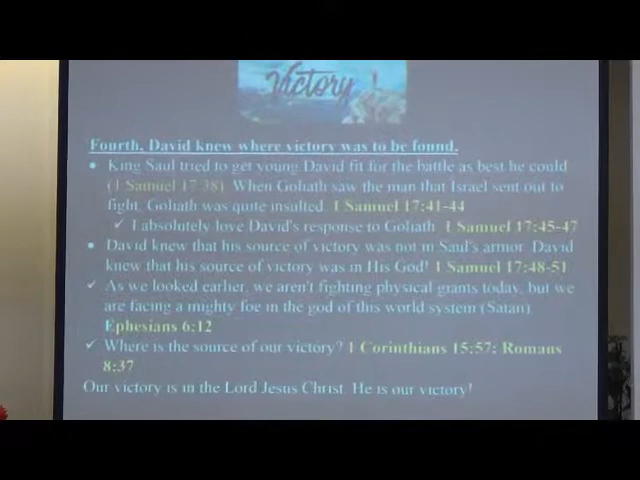 Victory
Fourth, David knew where victory was to be found.
• King Saul tried to get young David fit for the battle as best he could
(1 Samuel 17:38). When Goliath saw the man that Israel sent out to
fight, Goliath was quite insulted. 1 Samuel 17:41-44
✓ I absolutely love David's response to Goliath. 1 Samuel 17:45-47
• David knew that his source of victory was not in Saul's armor. David
knew that his source of victory was in His God! 1 Samuel 17:48-51
✓ As we looked earlier, we aren't fighting physical giants today, but we
are facing a mighty foe in the god of this world system (Satan).
Ephesians 6:12
✓ Where is the source of our victory? 1 Corinthians 15:57; Romans
8:37
Our victory is in the Lord Jesus Christ. He is our victory!